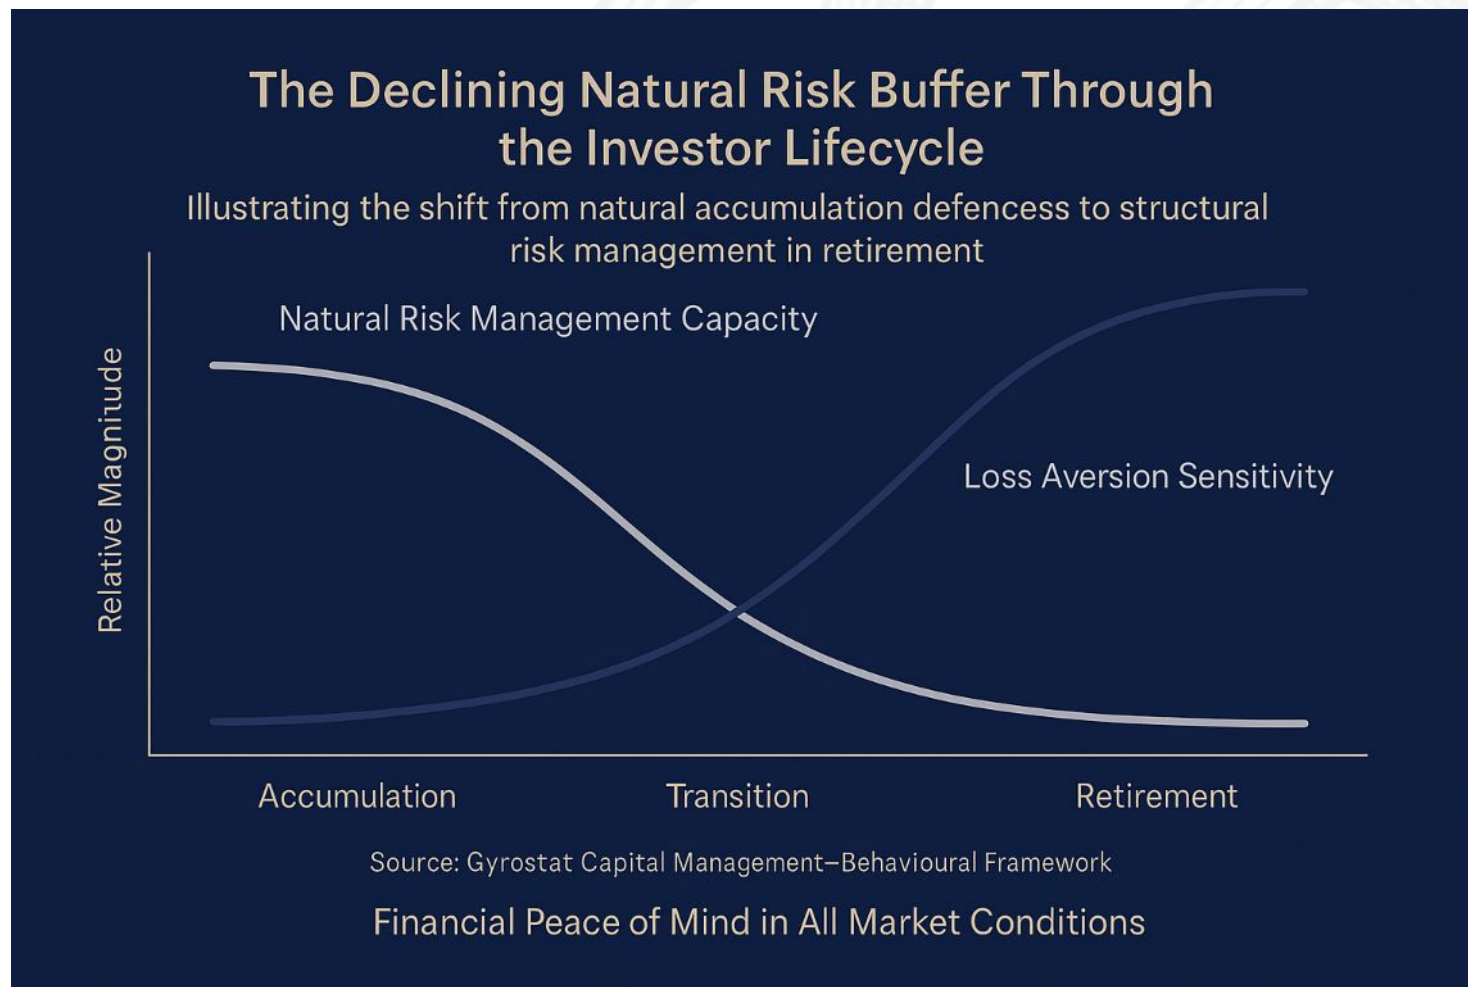 The Declining Natural Risk Buffer Through
the Investor Lifecycle
Illustrating the shift from natural accumulation defencess to structural
risk management in retirement
Natural Risk Management Capacity
Relative Magnitude
Loss Aversion Sensitivity
Accumulation
Transition
Retirement
Source: Gyrostat Capital Management–Behavioural Framework
Financial Peace of Mind in All Market Conditions